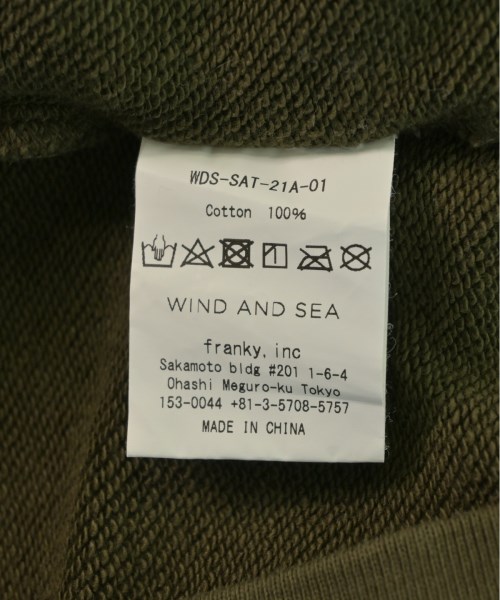 WDS-SAT-21A-01
Cotton 100%
WIND AND SEA
franky, inc
Sakamoto bldg #201 1-6-4
Ohashi Meguro-ku Tokyo
153-0044 +81-3-5708-5757
MADE IN CHINA